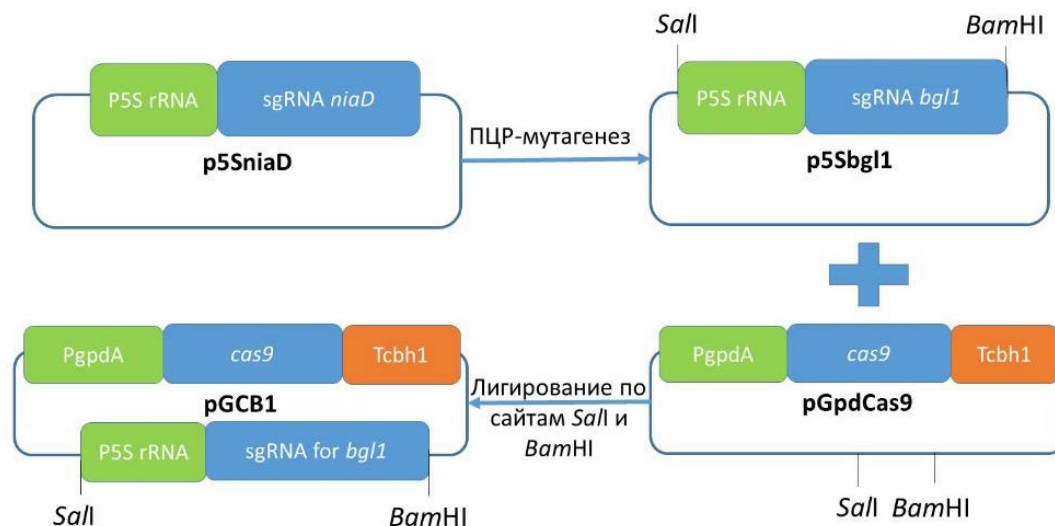 SalI
BamHI
P5S rRNA
sgRNA niaD
p5SniaD
ПЦР-мутагенез
P5S rRNA
sgRNA bgl1
p5Sbgl1
PgpdA
cas9
Tcbh1
pGCB1
P5S rRNA
sgRNA for bgl1
SalI
BamHI
Лигирование по
сайтам SalI и
BamHI
PgpdA
cas9
Tcbh1
pGpdCas9
SalI
BamHI